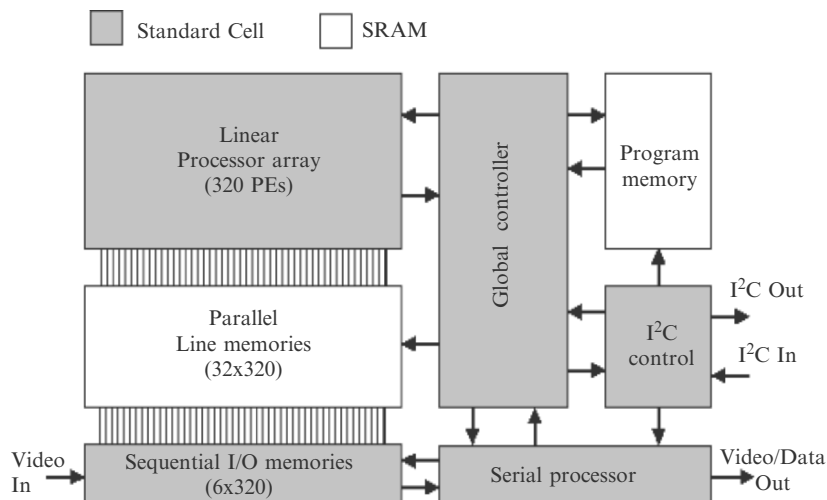 Standard Cell
SRAM
Linear
Processor array
(320 PEs)
Global controller
Program
memory
Parallel
Line memories
(32x320)
I²C
control
I²C Out
I²C In
Video
In
Sequential I/O memories
(6x320)
Serial processor
Video/Data
Out